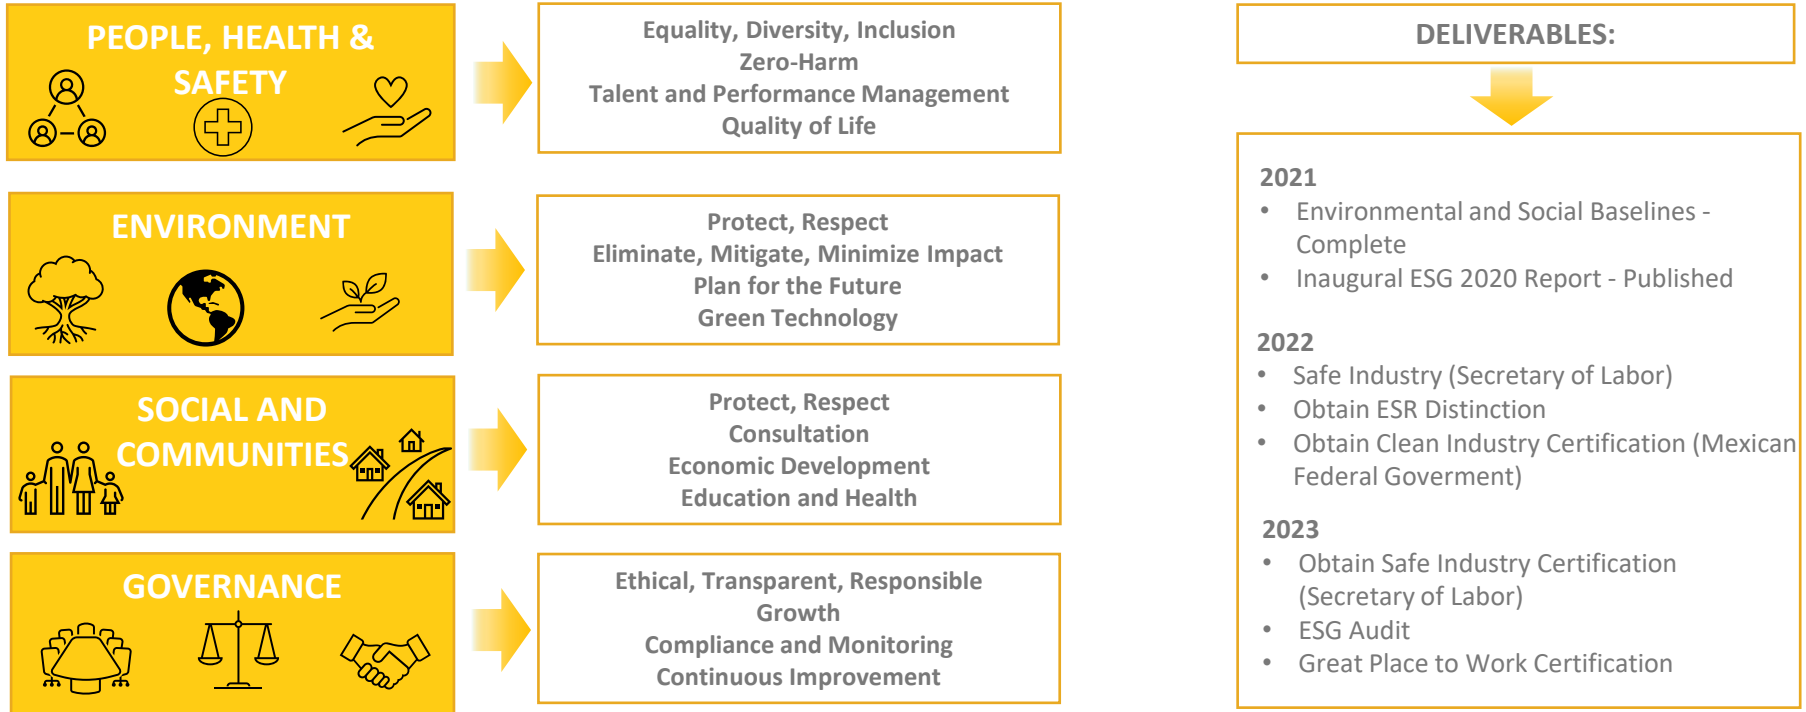 PEOPLE, HEALTH &
SAFETY
Equality, Diversity, Inclusion
Zero-Harm
Talent and Performance Management
Quality of Life
ENVIRONMENT
Protect, Respect
Eliminate, Mitigate, Minimize Impact
Plan for the Future
Green Technology
SOCIAL AND
COMMUNITIES
Protect, Respect
Consultation
Economic Development
Education and Health
GOVERNANCE
Ethical, Transparent, Responsible
Growth
Compliance and Monitoring
Continuous Improvement
DELIVERABLES:
2021
• Environmental and Social Baselines -
Complete
• Inaugural ESG 2020 Report - Published
2022
• Safe Industry (Secretary of Labor)
• Obtain ESR Distinction
• Obtain Clean Industry Certification (Mexican
Federal Goverment)
2023
• Obtain Safe Industry Certification
(Secretary of Labor)
• ESG Audit
• Great Place to Work Certification